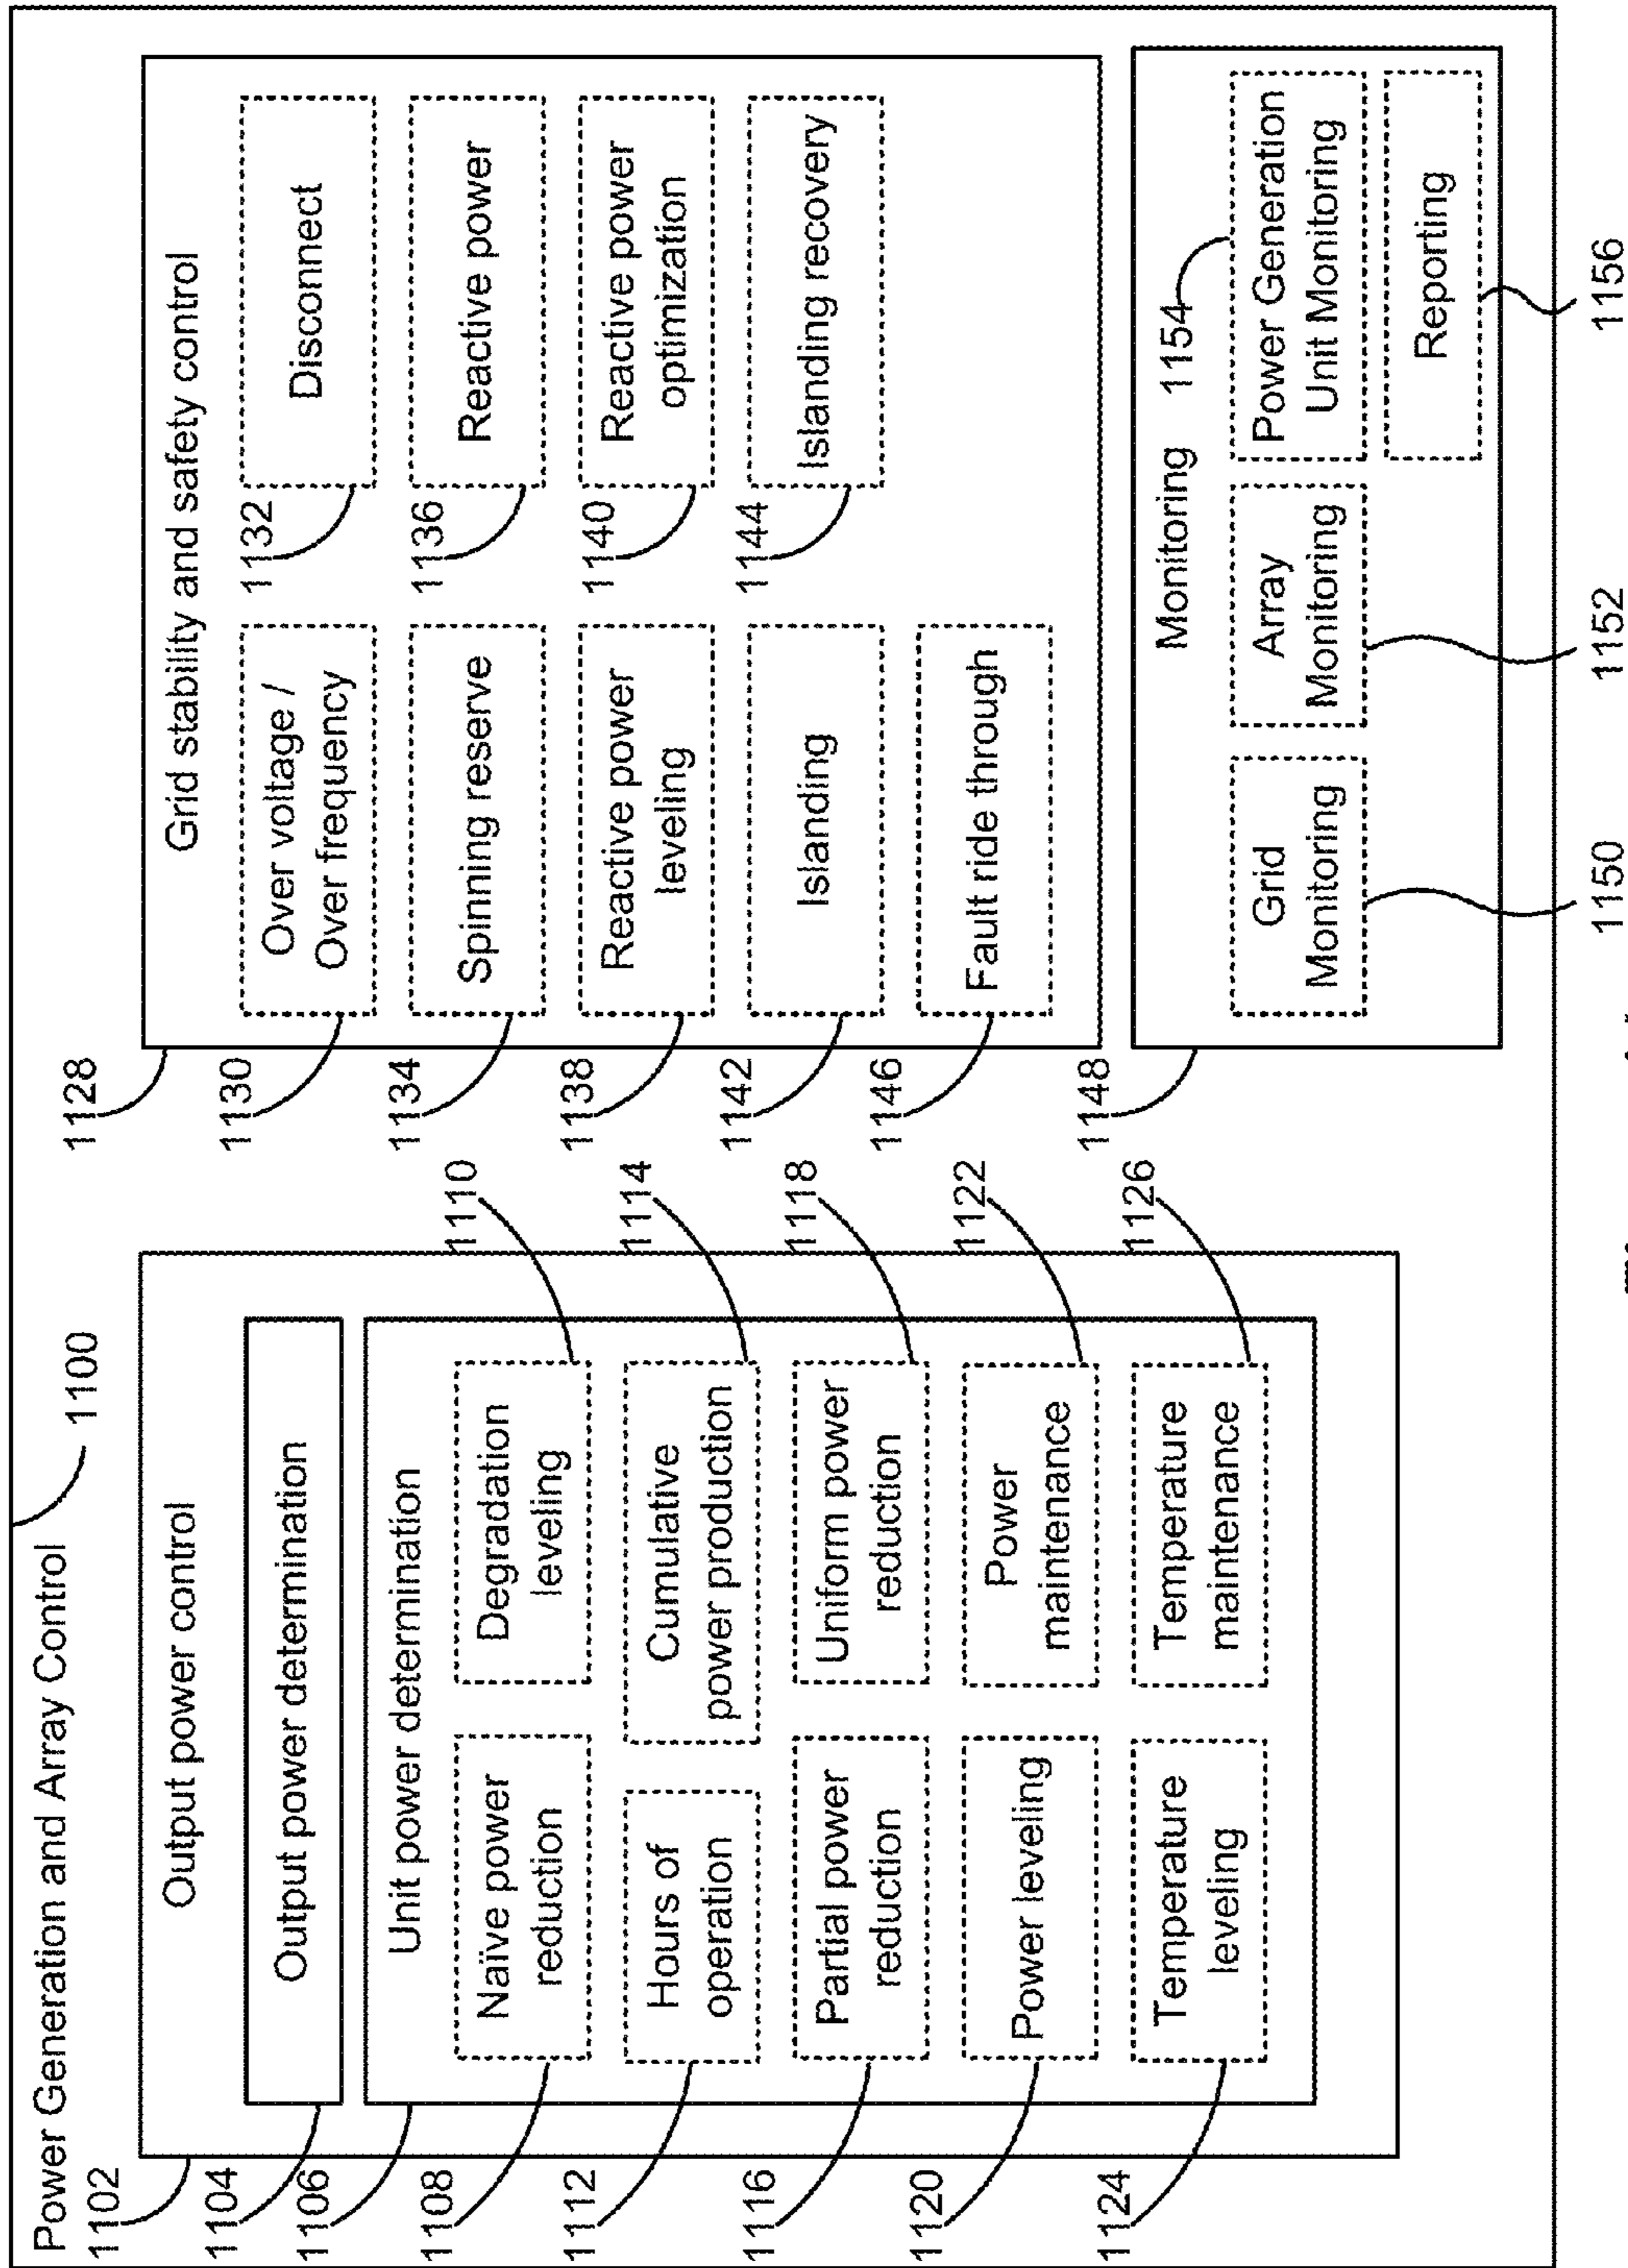 Power Generation and Array Control
1100
1102
Output power control
1104
Output power determination
1106
Unit power determination
1108
Naïve power
reduction
1110
Degradation
leveling
1112
Hours of
operation
1114
Cumulative
power production
1116
Partial power
reduction
1118
Uniform power
reduction
1120
Power leveling
1122
Power
maintenance
1124
Temperature
leveling
1126
Temperature
maintenance
1128
Grid stability and safety control
1130
Over voltage /
Over frequency
1132
Disconnect
1134
Spinning reserve
1136
Reactive power
1138
Reactive power
leveling
1140
Reactive power
optimization
1142
Islanding
1144
Islanding recovery
1146
Fault ride through
1148
Monitoring
1150
Grid
Monitoring
1152
Array
Monitoring
1154
Power Generation
Unit Monitoring
1156
Reporting